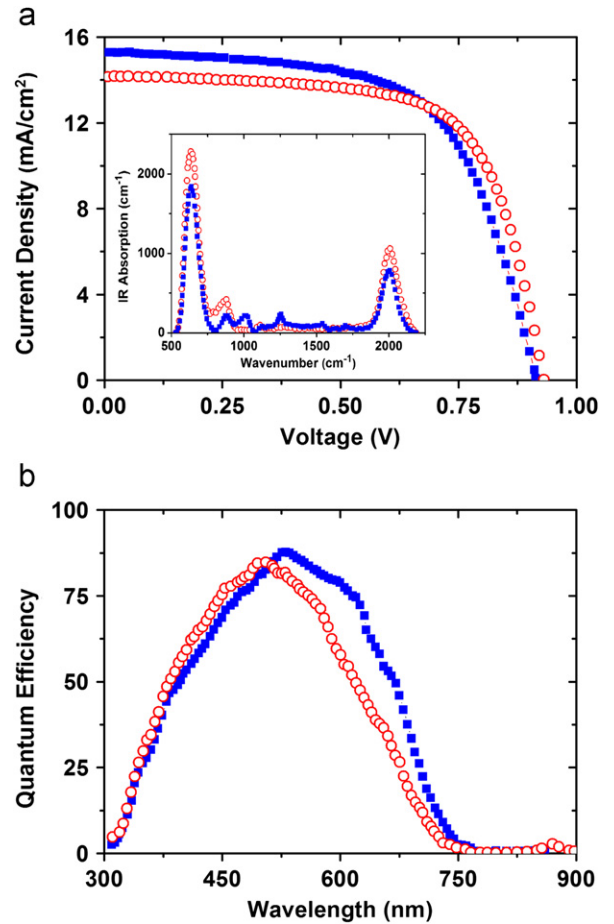 a
16
12
8
4
0
Current Density (mA/cm²)
2000
1000
0
IR Absorption (cm⁻¹)
500 1000 1500 2000
Wavenumber (cm⁻¹)
0.00 0.25 0.50 0.75 1.00
Voltage (V)
b
100
75
50
25
0
Quantum Efficiency
300 450 600 750 900
Wavelength (nm)